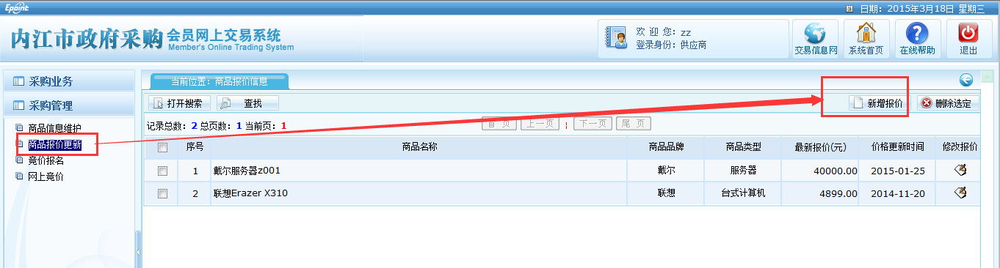 Epoint
日期：2015年3月18日 星期三
内江市政府采购 会员网上交易系统
Member's Online Trading System
欢 迎 您：zz
登录身份：供应商
交易信息网 系统首页 在线帮助 退出
采购业务
采购管理
商品信息维护
商品报价更新
竞价报名
网上竞价
当前位置：商品报价信息
打开搜索 查找 新增报价 删除选定
记录总数：2 总页数：1 当前页：1 首 页 上一页 ¦ 下一页 尾 页
序号 商品名称 商品品牌 商品类型 最新报价(元) 价格更新时间 修改报价
1 戴尔服务器z001 戴尔 服务器 40000.00 2015-01-25
2 联想Erazer X310 联想 台式计算机 4899.00 2014-11-20